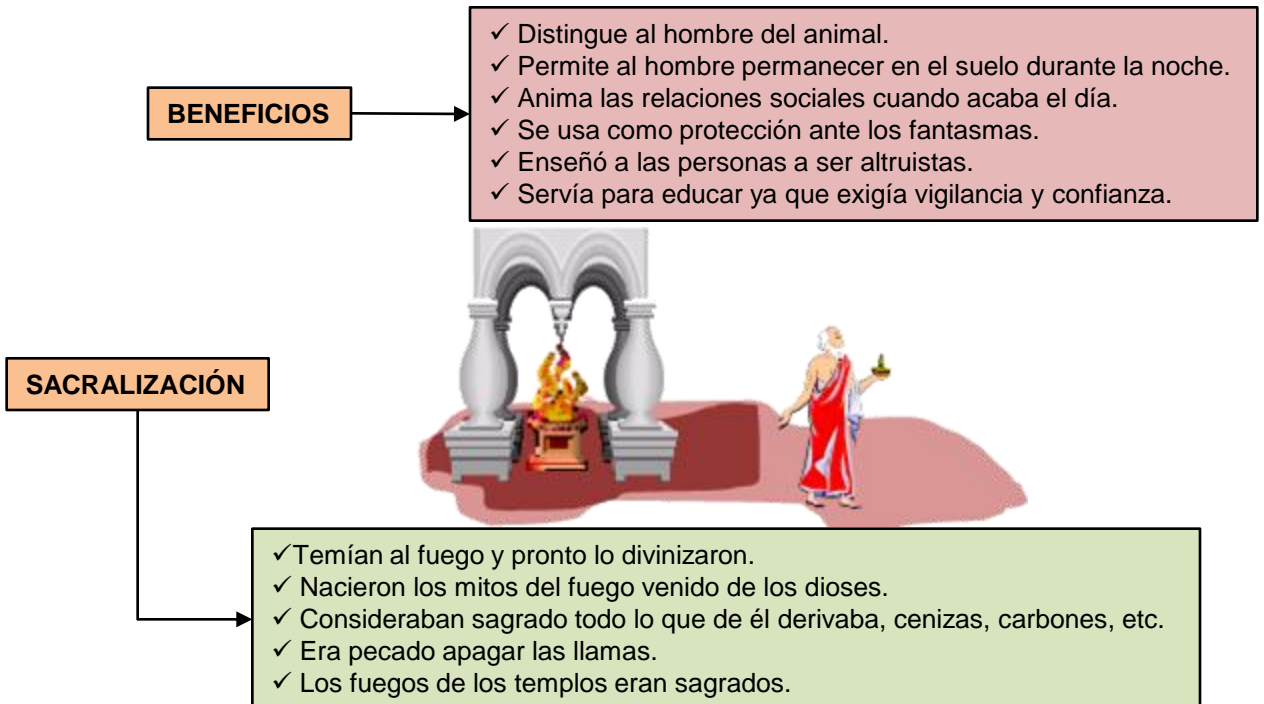 BENEFICIOS
✓ Distingue al hombre del animal.
✓ Permite al hombre permanecer en el suelo durante la noche.
✓ Anima las relaciones sociales cuando acaba el día.
✓ Se usa como protección ante los fantasmas.
✓ Enseñó a las personas a ser altruistas.
✓ Servía para educar ya que exigía vigilancia y confianza.
SACRALIZACIÓN
✓Temían al fuego y pronto lo divinizaron.
✓ Nacieron los mitos del fuego venido de los dioses.
✓ Consideraban sagrado todo lo que de él derivaba, cenizas, carbones, etc.
✓ Era pecado apagar las llamas.
✓ Los fuegos de los templos eran sagrados.